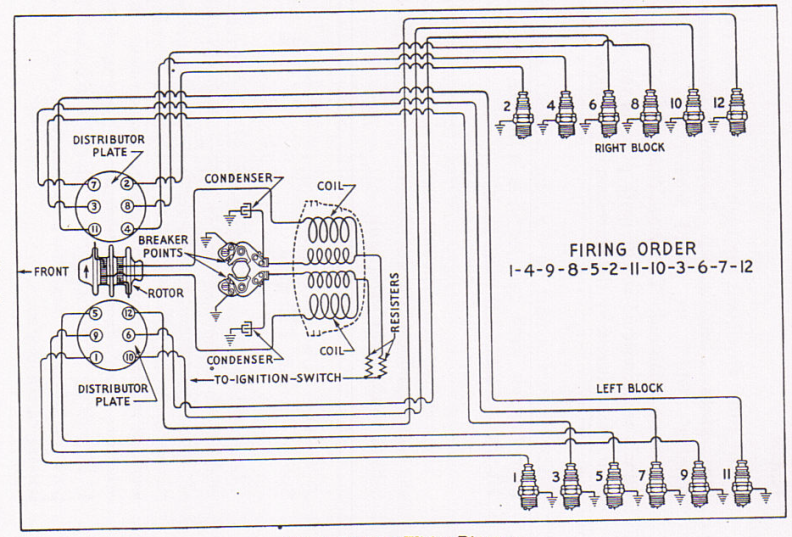 2 4 6 8 10 12
RIGHT BLOCK
DISTRIBUTOR
PLATE
7 2
3 8
11 4
CONDENSER
COIL
BREAKER
POINTS
FIRING ORDER
1-4-9-8-5-2-11-10-3-6-7-12
FRONT
ROTOR
RESISTERS
5 12
9 6
1 10
CONDENSER
COIL
DISTRIBUTOR
PLATE
TO-IGNITION-SWITCH
LEFT BLOCK
1 3 5 7 9 11